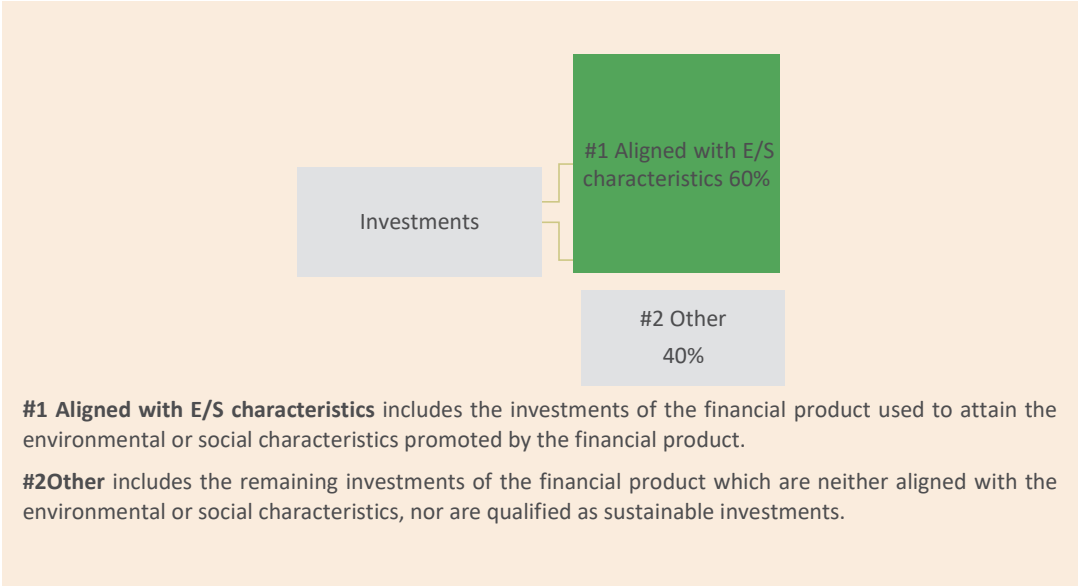 #1 Aligned with E/S
characteristics 60%
Investments
#2 Other
40%
#1 Aligned with E/S characteristics includes the investments of the financial product used to attain the
environmental or social characteristics promoted by the financial product.
#2Other includes the remaining investments of the financial product which are neither aligned with the
environmental or social characteristics, nor are qualified as sustainable investments.